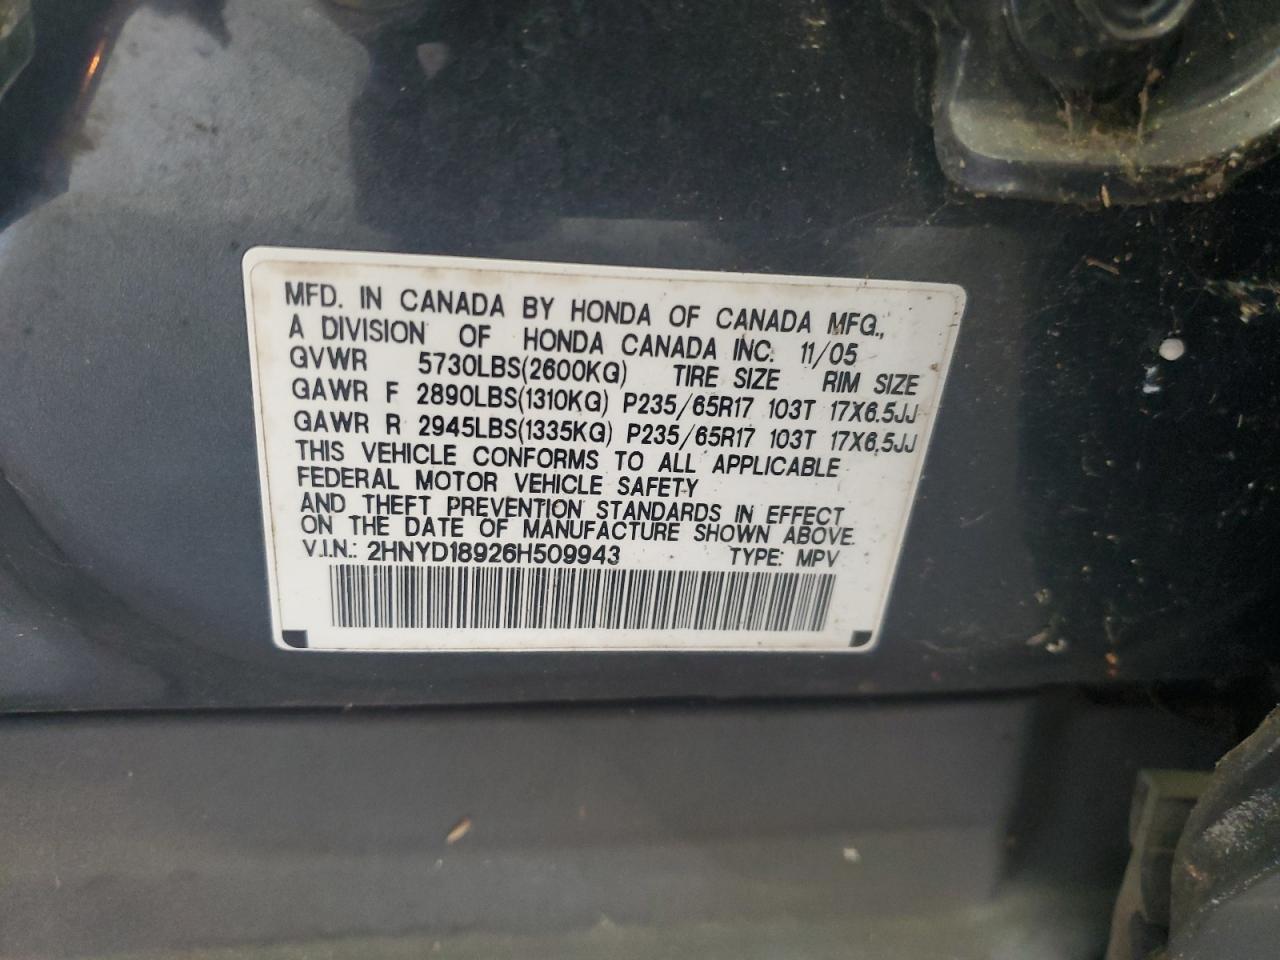 MFD. IN CANADA BY HONDA OF CANADA MFG.,
A DIVISION OF HONDA CANADA INC. 11/05
GVWR 5730LBS(2600KG) TIRE SIZE RIM SIZE
GAWR F 2890LBS(1310KG) P235/65R17 103T 17X6.5JJ
GAWR R 2945LBS(1335KG) P235/65R17 103T 17X6.5JJ
THIS VEHICLE CONFORMS TO ALL APPLICABLE
FEDERAL MOTOR VEHICLE SAFETY
AND THEFT PREVENTION STANDARDS IN EFFECT
ON THE DATE OF MANUFACTURE SHOWN ABOVE.
V.I.N.: 2HNYD18926H509943 TYPE: MPV